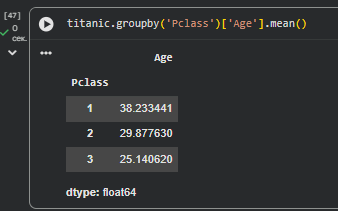 [47]
0
сек.
titanic.groupby('Pclass')['Age'].mean()
Age
Pclass
1 38.233441
2 29.877630
3 25.140620
dtype: float64